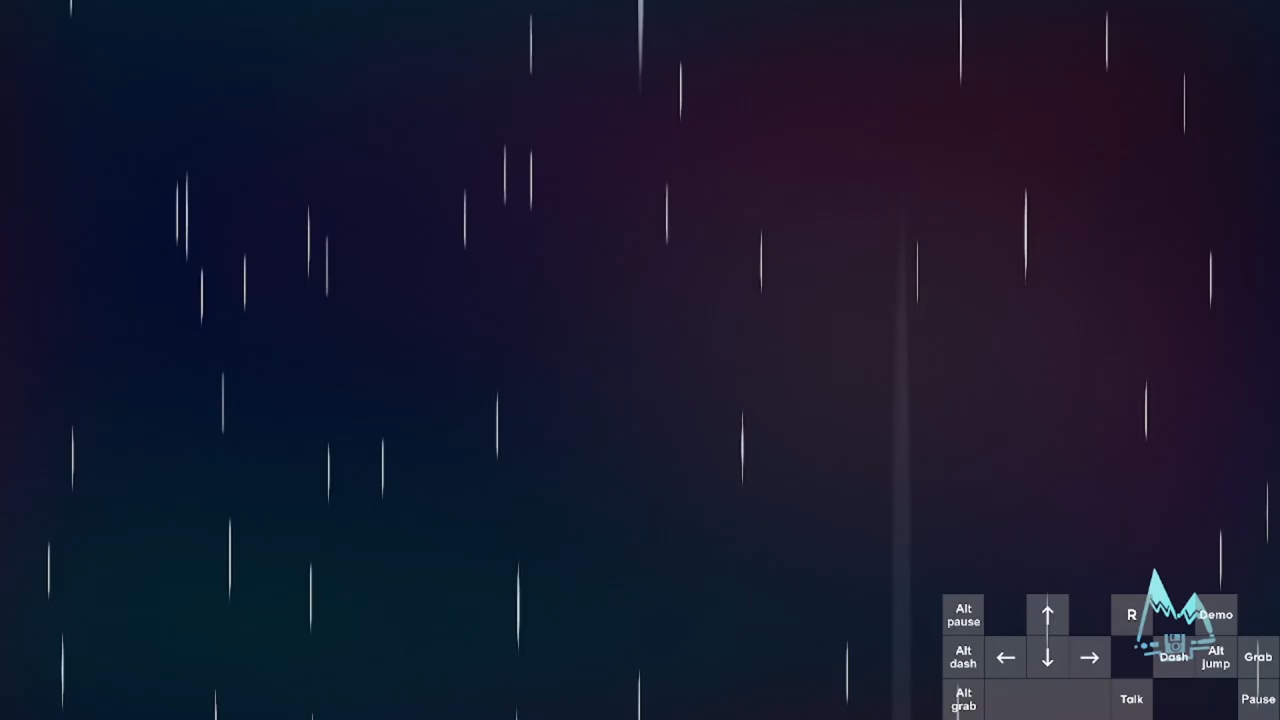 Alt pause
↑
R
Demo
Alt dash
←
↓
→
Dash
Alt jump
Grab
Alt grab
Talk
Pause